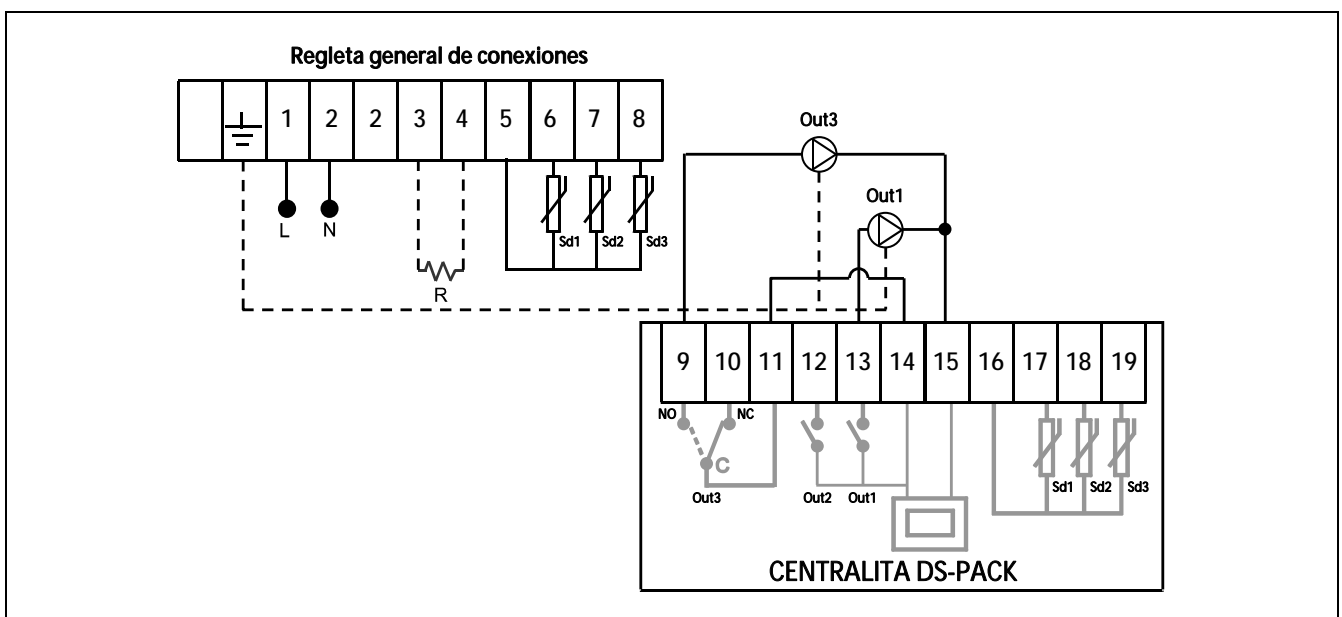 Regleta general de conexiones
1 2 2 3 4 5 6 7 8
Out3
Out1
L N
Sd1 Sd2 Sd3
R
9 10 11 12 13 14 15 16 17 18 19
NO NC
C
Out3 Out2 Out1
Sd1 Sd2 Sd3
CENTRALITA DS-PACK